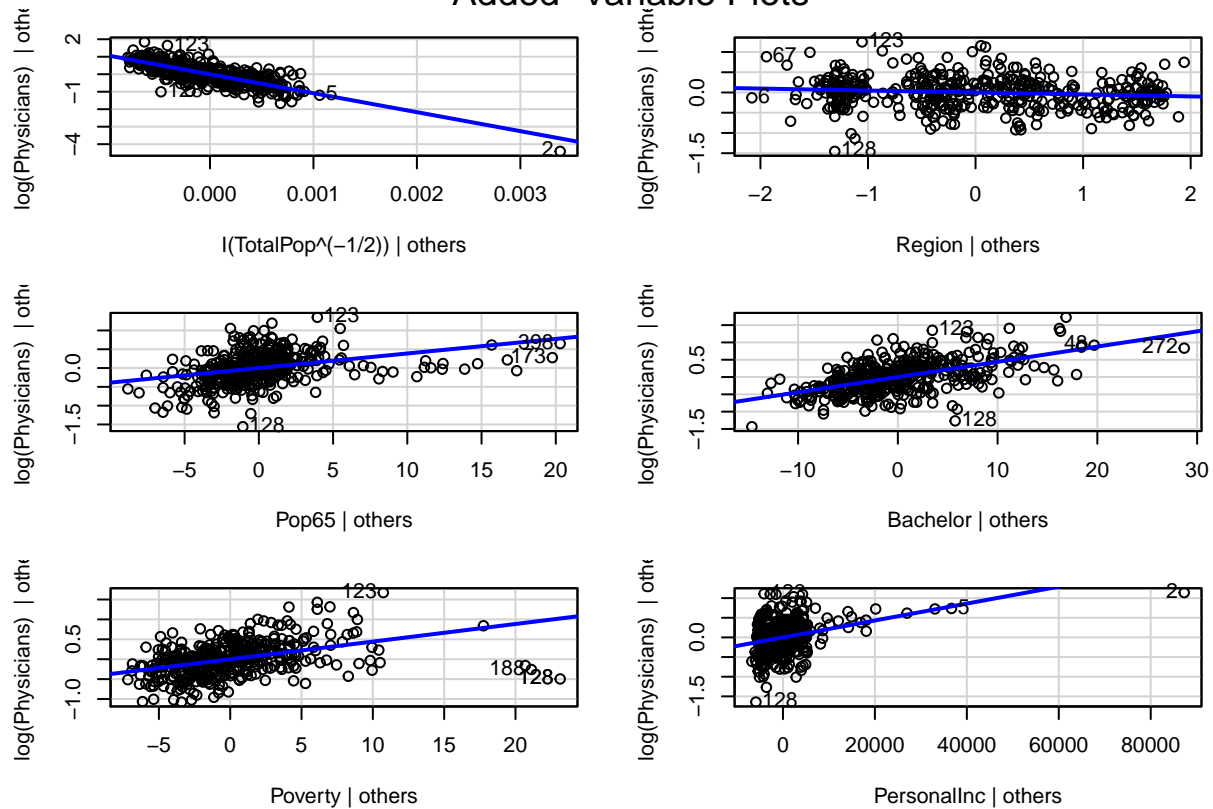 Added−Variable Plots
log(Physicians) | othe
2
−1
−4
123
128
5
2
0.000 0.001 0.002 0.003
I(TotalPop^(−1/2)) | others
log(Physicians) | othe
0.0
−1.5
67
123
6
128
−2 −1 0 1 2
Region | others
log(Physicians) | othe
0.0
−1.5
123
398
173
128
−5 0 5 10 15 20
Pop65 | others
log(Physicians) | othe
0.5
−1.5
123
48
272
128
−10 0 10 20 30
Bachelor | others
log(Physicians) | othe
0.5
−1.0
123
188
128
−5 0 5 10 15 20
Poverty | others
log(Physicians) | othe
0.0
−1.5
2
5
128
0 20000 40000 60000 80000
PersonalInc | others